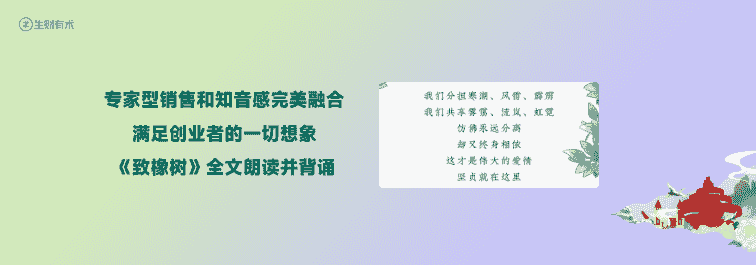 生财有术
专家型销售和知音感完美融合
满足创业者的一切想象
《致橡树》全文朗读并背诵
我们分担寒潮、风雷、霹雳
我们共享雾霭、流岚、虹霓
仿佛永远分离
却又终身相依
这才是伟大的爱情
坚贞就在这里